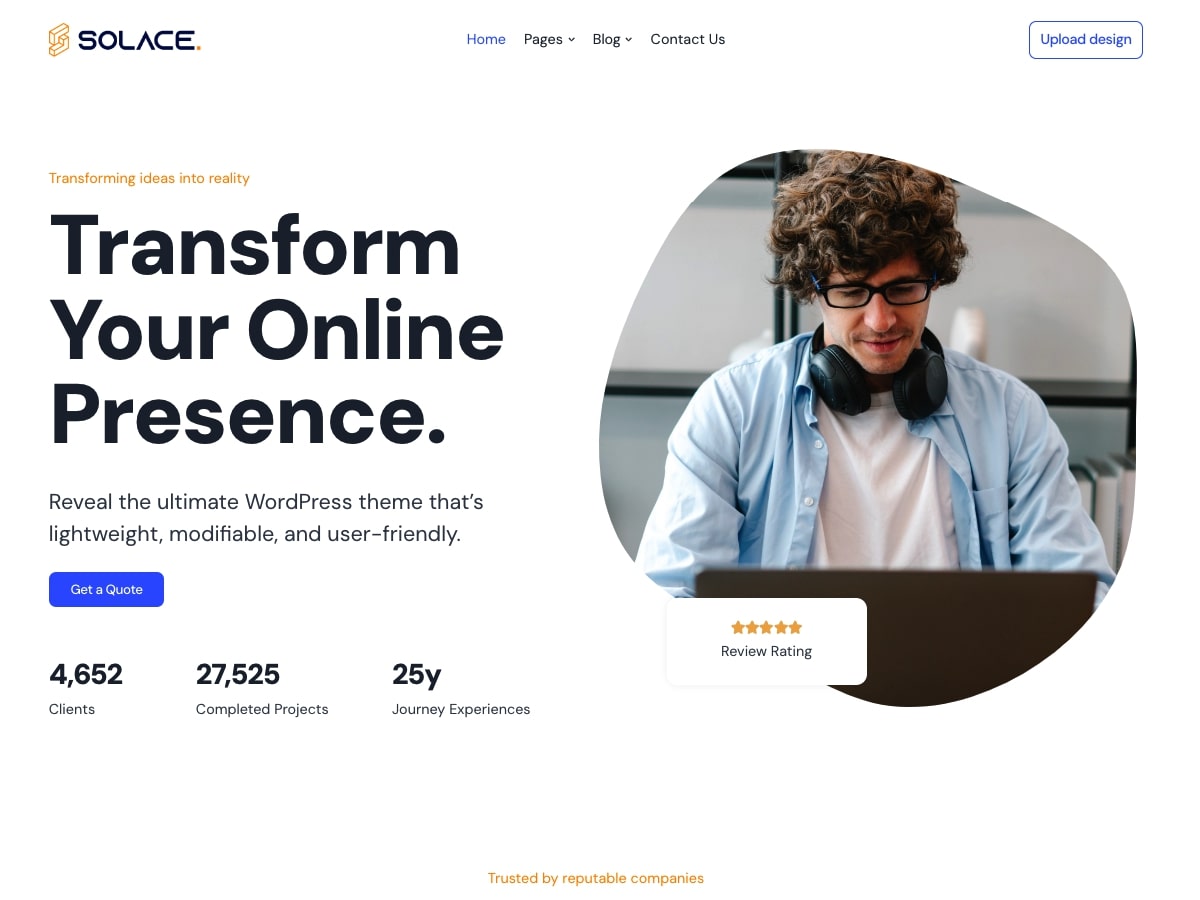 SOLACE.
Home Pages Blog Contact Us
Upload design
Transforming ideas into reality
Transform
Your Online
Presence.
Reveal the ultimate WordPress theme that’s
lightweight, modifiable, and user-friendly.
Get a Quote
4,652 27,525 25y
Clients Completed Projects Journey Experiences
Review Rating
Trusted by reputable companies